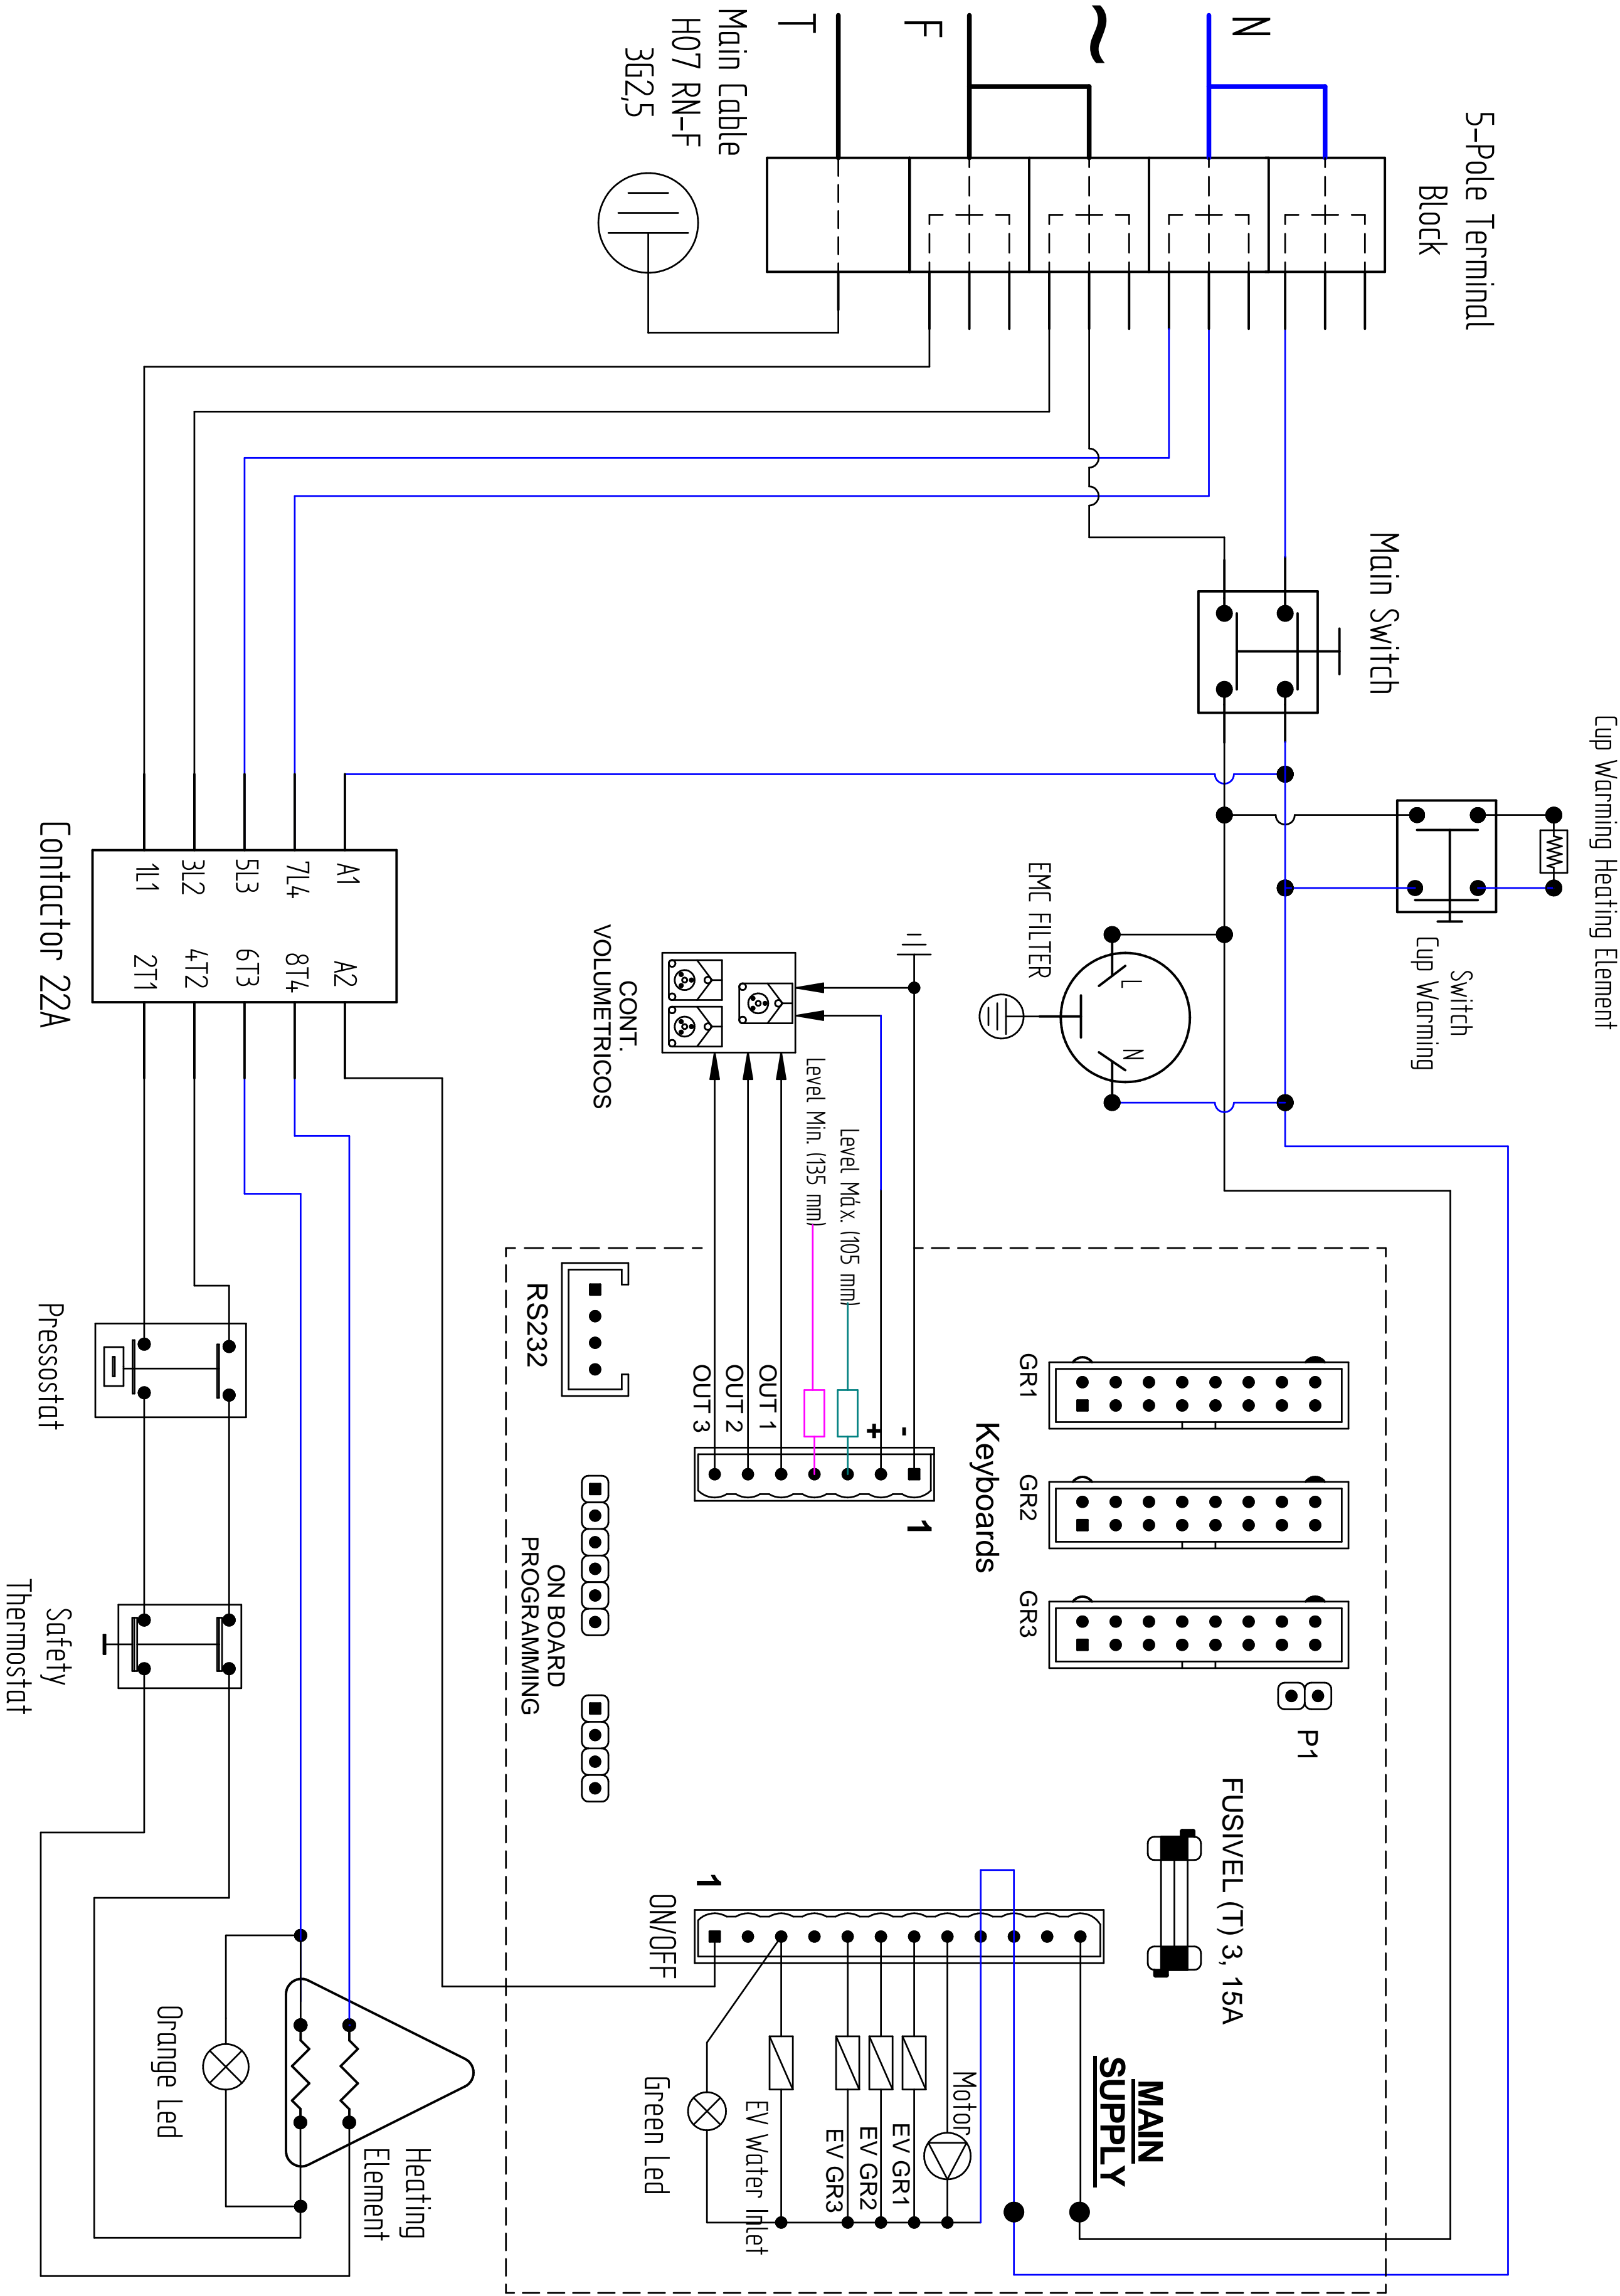 5-Pole Terminal
Block
N
~
F
T
Main Cable
H07 RN-F
3G2,5
Main Switch
Cup Warming Heating Element
Switch
Cup Warming
EMC FILTER
L
N
Contactor 22A
A1
7L4
5L3
3L2
1L1
A2
8T4
6T3
4T2
2T1
CONT.
VOLUMETRICOS
Level Min. (135 mm)
Level Máx. (105 mm)
RS232
OUT 3
OUT 2
OUT 1
+
-
1
Keyboards
GR1
GR2
GR3
P1
ON BOARD
PROGRAMMING
FUSIVEL (T) 3, 15A
MAIN
SUPPLY
1
ON/OFF
Motor
EV GR1
EV GR2
EV GR3
EV Water Inlet
Green Led
Pressostat
Safety
Thermostat
Orange Led
Heating
Element